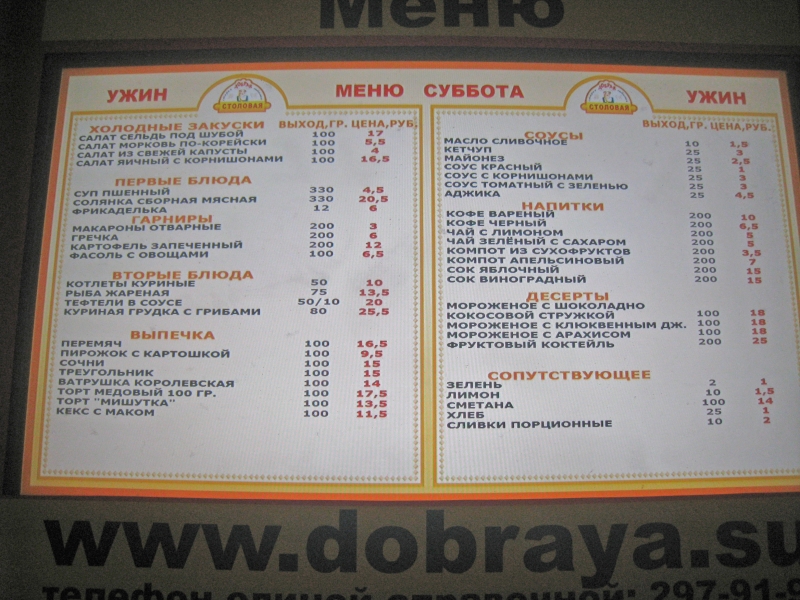 Меню
УЖИН
СТОЛОВАЯ
МЕНЮ СУББОТА
СТОЛОВАЯ
УЖИН
ХОЛОДНЫЕ ЗАКУСКИ ВЫХОД,ГР. ЦЕНА,РУБ.
САЛАТ СЕЛЬДЬ ПОД ШУБОЙ 100 17
САЛАТ МОРКОВЬ ПО-КОРЕЙСКИ 100 5,5
САЛАТ ИЗ СВЕЖЕЙ КАПУСТЫ 100 4
САЛАТ ЯИЧНЫЙ С КОРНИШОНАМИ 100 16,5
ПЕРВЫЕ БЛЮДА
СУП ПШЕННЫЙ 330 4,5
СОЛЯНКА СБОРНАЯ МЯСНАЯ 330 20,5
ФРИКАДЕЛЬКА 12 6
ГАРНИРЫ
МАКАРОНЫ ОТВАРНЫЕ 200 3
ГРЕЧКА 200 6
КАРТОФЕЛЬ ЗАПЕЧЕННЫЙ 200 12
ФАСОЛЬ С ОВОЩАМИ 100 6,5
ВТОРЫЕ БЛЮДА
КОТЛЕТЫ КУРИНЫЕ 50 10
РЫБА ЖАРЕНАЯ 75 13,5
ТЕФТЕЛИ В СОУСЕ 50/10 20
КУРИНАЯ ГРУДКА С ГРИБАМИ 80 25,5
ВЫПЕЧКА
ПЕРЕМЯЧ 100 16,5
ПИРОЖОК С КАРТОШКОЙ 100 9,5
СОЧНИ 100 15
ТРЕУГОЛЬНИК 100 15
ВАТРУШКА КОРОЛЕВСКАЯ 100 14
ТОРТ МЕДОВЫЙ 100 ГР. 100 17,5
ТОРТ "МИШУТКА" 100 13,5
КЕКС С МАКОМ 100 11,5
СОУСЫ ВЫХОД,ГР. ЦЕНА,РУБ.
МАСЛО СЛИВОЧНОЕ 10 1,5
КЕТЧУП 25 3
МАЙОНЕЗ 25 2,5
СОУС КРАСНЫЙ 25 1
СОУС С КОРНИШОНАМИ 25 3
СОУС ТОМАТНЫЙ С ЗЕЛЕНЬЮ 25 3
АДЖИКА 25 4,5
НАПИТКИ
КОФЕ ВАРЕНЫЙ 200 10
КОФЕ ЧЕРНЫЙ 200 6,5
ЧАЙ С ЛИМОНОМ 200 5
ЧАЙ ЗЕЛЁНЫЙ С САХАРОМ 200 5
КОМПОТ ИЗ СУХОФРУКТОВ 200 3,5
КОМПОТ АПЕЛЬСИНОВЫЙ 200 7
СОК ЯБЛОЧНЫЙ 200 15
СОК ВИНОГРАДНЫЙ 200 15
ДЕСЕРТЫ
МОРОЖЕНОЕ С ШОКОЛАДНО
КОКОСОВОЙ СТРУЖКОЙ 100 18
МОРОЖЕНОЕ С КЛЮКВЕННЫМ ДЖ. 100 18
МОРОЖЕНОЕ С АРАХИСОМ 100 18
ФРУКТОВЫЙ КОКТЕЙЛЬ 200 25
СОПУТСТВУЮЩЕЕ
ЗЕЛЕНЬ 2 1
ЛИМОН 10 1,5
СМЕТАНА 100 14
ХЛЕБ 25 1
СЛИВКИ ПОРЦИОННЫЕ 10 2
www.dobraya.su
телефон единой справочной: 297-91-9